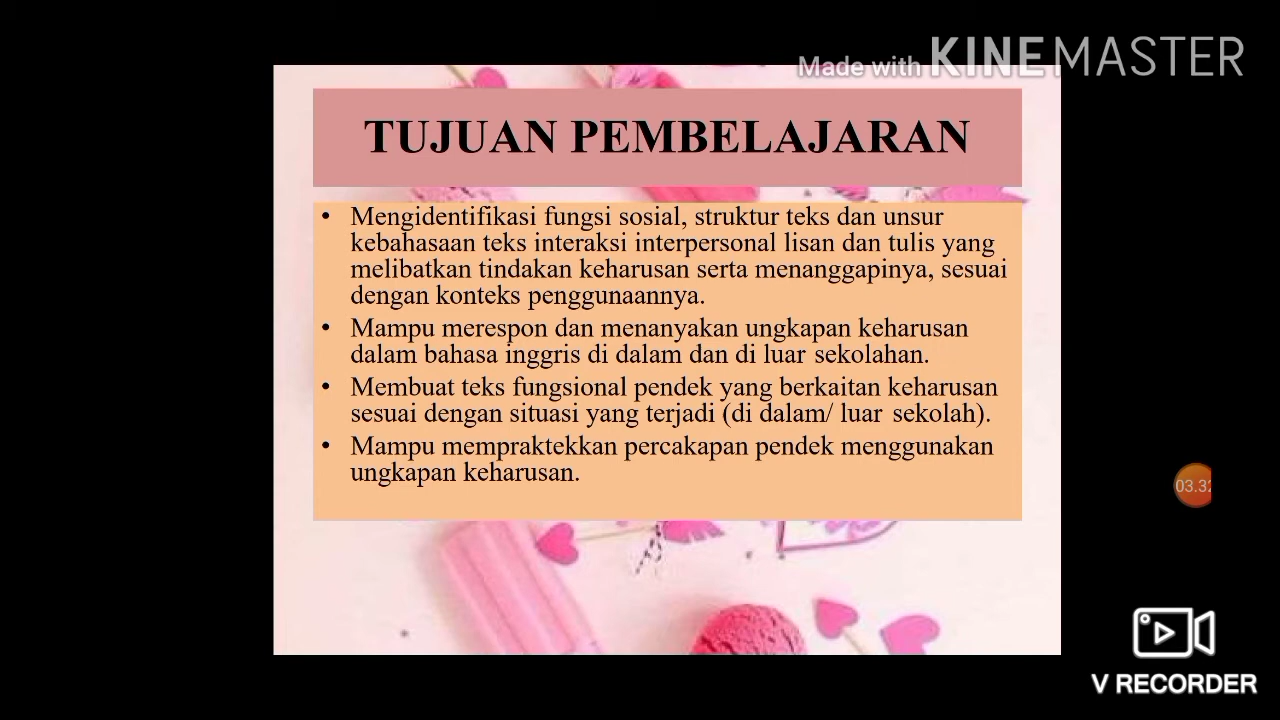 Made with KINEMASTER
TUJUAN PEMBELAJARAN
• Mengidentifikasi fungsi sosial, struktur teks dan unsur
kebahasaan teks interaksi interpersonal lisan dan tulis yang
melibatkan tindakan keharusan serta menanggapinya, sesuai
dengan konteks penggunaannya.
• Mampu merespon dan menanyakan ungkapan keharusan
dalam bahasa inggris di dalam dan di luar sekolahan.
• Membuat teks fungsional pendek yang berkaitan keharusan
sesuai dengan situasi yang terjadi (di dalam/ luar sekolah).
• Mampu mempraktekkan percakapan pendek menggunakan
ungkapan keharusan.
03.32
V RECORDER